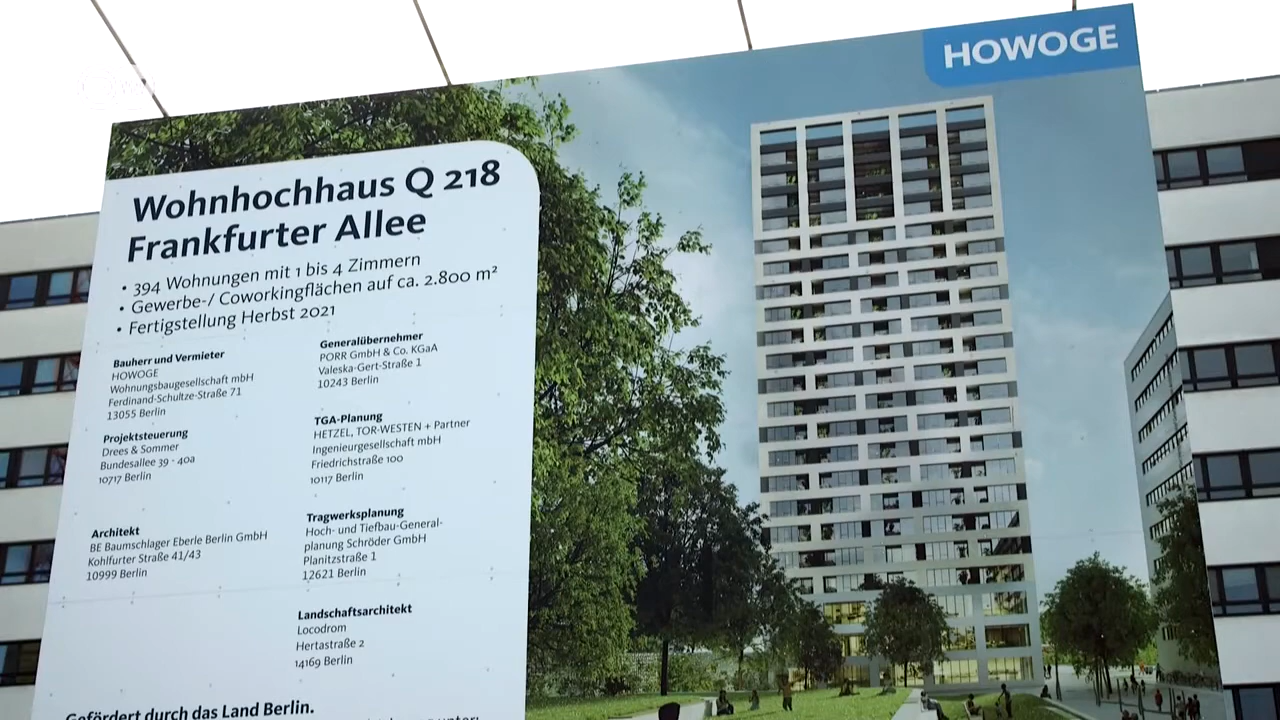 HOWOGE
Wohnhochhaus Q 218
Frankfurter Allee
• 394 Wohnungen mit 1 bis 4 Zimmern
• Gewerbe-/ Coworkingflächen auf ca. 2.800 m²
• Fertigstellung Herbst 2021
Bauherr und Vermieter
HOWOGE
Wohnungsbaugesellschaft mbH
Ferdinand-Schultze-Straße 71
13055 Berlin
Projektsteuerung
Drees & Sommer
Bundesallee 39 - 40a
10717 Berlin
Architekt
BE Baumschlager Eberle Berlin GmbH
Kohlfurter Straße 41/43
10999 Berlin
Generalübernehmer
PORR GmbH & Co. KGaA
Valeska-Gert-Straße 1
10243 Berlin
TGA-Planung
HETZEL, TOR-WESTEN + Partner
Ingenieurgesellschaft mbH
Friedrichstraße 100
10117 Berlin
Tragwerksplanung
Hoch- und Tiefbau-General-
planung Schröder GmbH
Planitzstraße 1
12621 Berlin
Landschaftsarchitekt
Locodrom
Hertastraße 2
14169 Berlin
Gefördert durch das Land Berlin.